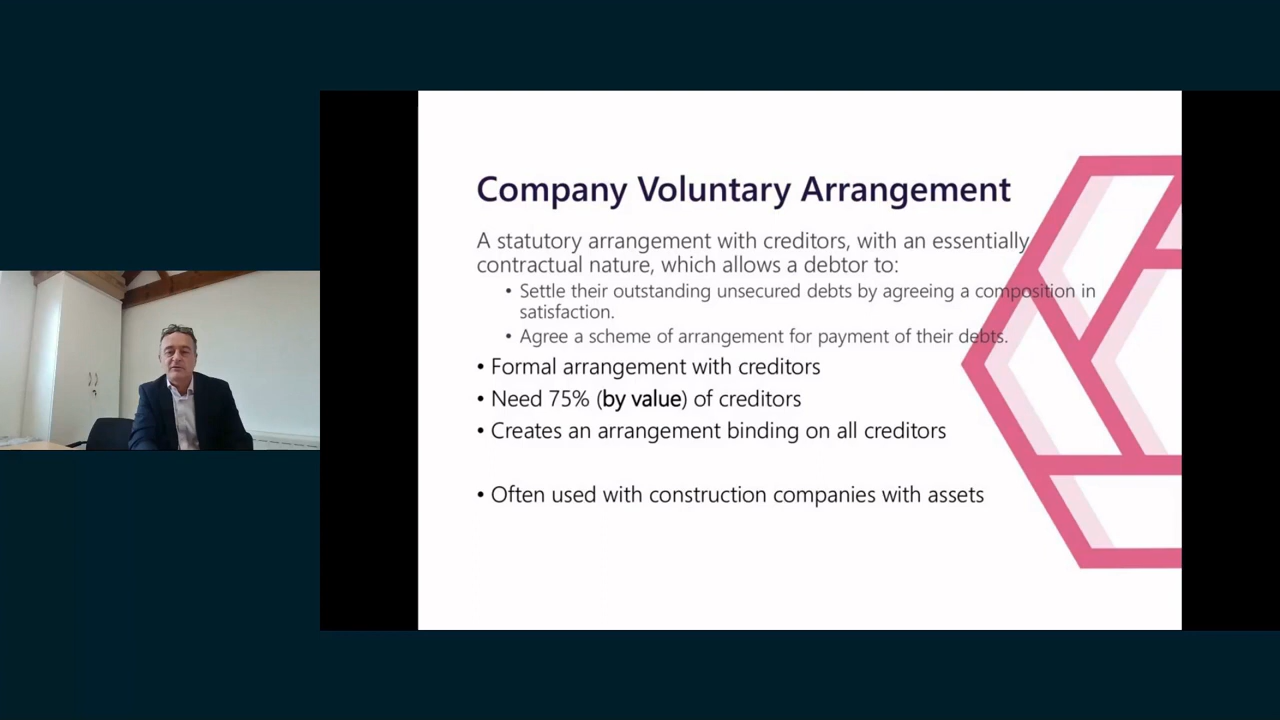 Company Voluntary Arrangement
A statutory arrangement with creditors, with an essentially
contractual nature, which allows a debtor to:
• Settle their outstanding unsecured debts by agreeing a composition in
satisfaction.
• Agree a scheme of arrangement for payment of their debts.
• Formal arrangement with creditors
• Need 75% (by value) of creditors
• Creates an arrangement binding on all creditors
• Often used with construction companies with assets